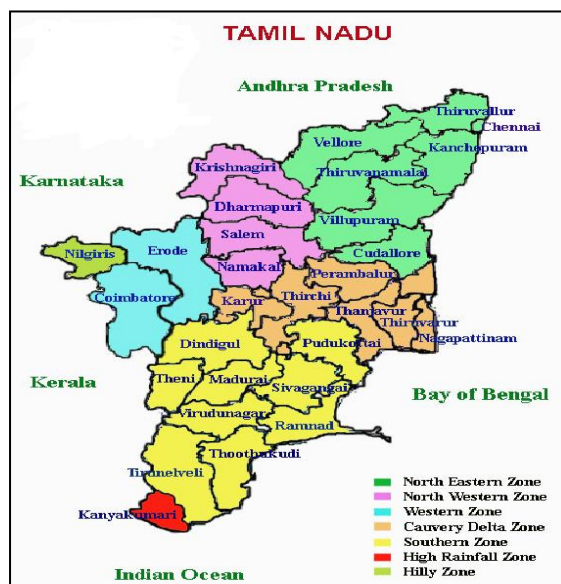 TAMIL NADU
Andhra Pradesh
Thiruvallur
Chennai
Vellore
Kanchepuram
Krishnagiri
Thiruvanamalai
Karnataka
Dharmapuri
Villupuram
Salem
Erode
Cudallore
Nilgiris
Namakal
Perambalur
Coimbatore
Karur
Thirchi
Thanjavur
Thiruvarur
Nagapattinam
Dindigul
Pudukottai
Kerala
Theni
Madurai
Sivagangai
Bay of Bengal
Virudunagar
Ramnad
Thoothukudi
Tirunelveli
Kanyakumari
North Eastern Zone
North Western Zone
Western Zone
Cauvery Delta Zone
Southern Zone
High Rainfall Zone
Hilly Zone
Indian Ocean